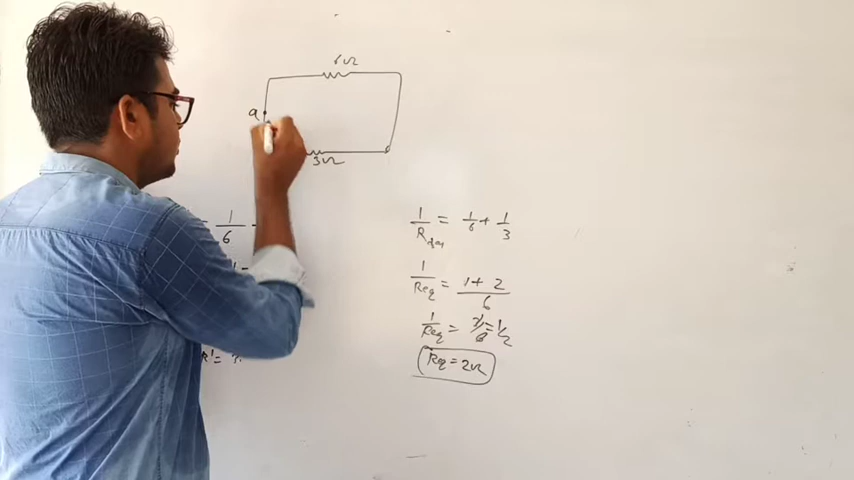 6Ω
a
3Ω
1/6
1/Req = 1/6 + 1/3
1/Req = 1+2/6
1/Req = 3/6 = 1/2
Req = 2Ω